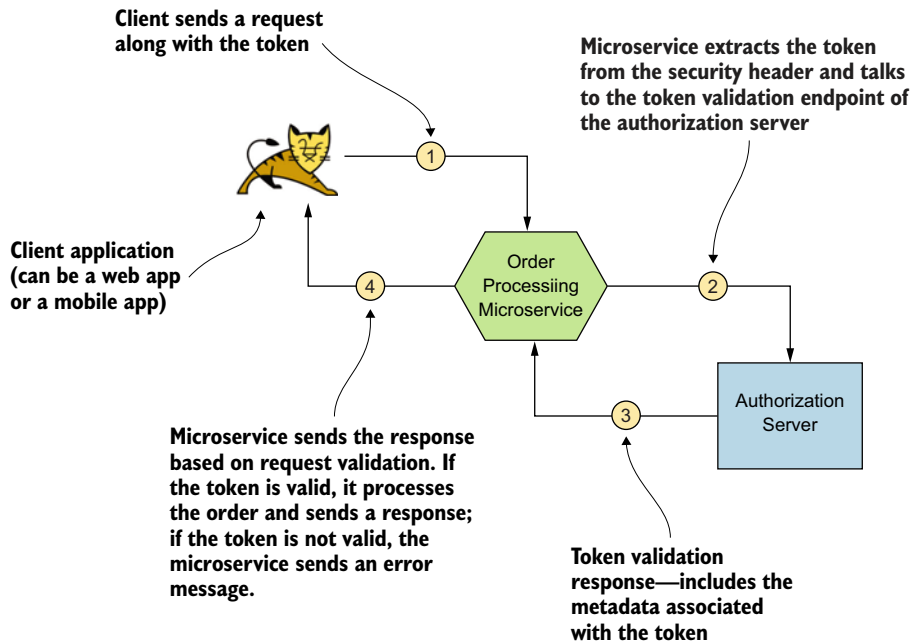 Client sends a request
along with the token
Microservice extracts the token
from the security header and talks
to the token validation endpoint of
the authorization server
1
Client application
(can be a web app
or a mobile app)
Order
Processiing
Microservice
4
2
Authorization
Server
3
Microservice sends the response
based on request validation. If
the token is valid, it processes
the order and sends a response;
if the token is not valid, the
microservice sends an error
message.
Token validation
response—includes the
metadata associated
with the token